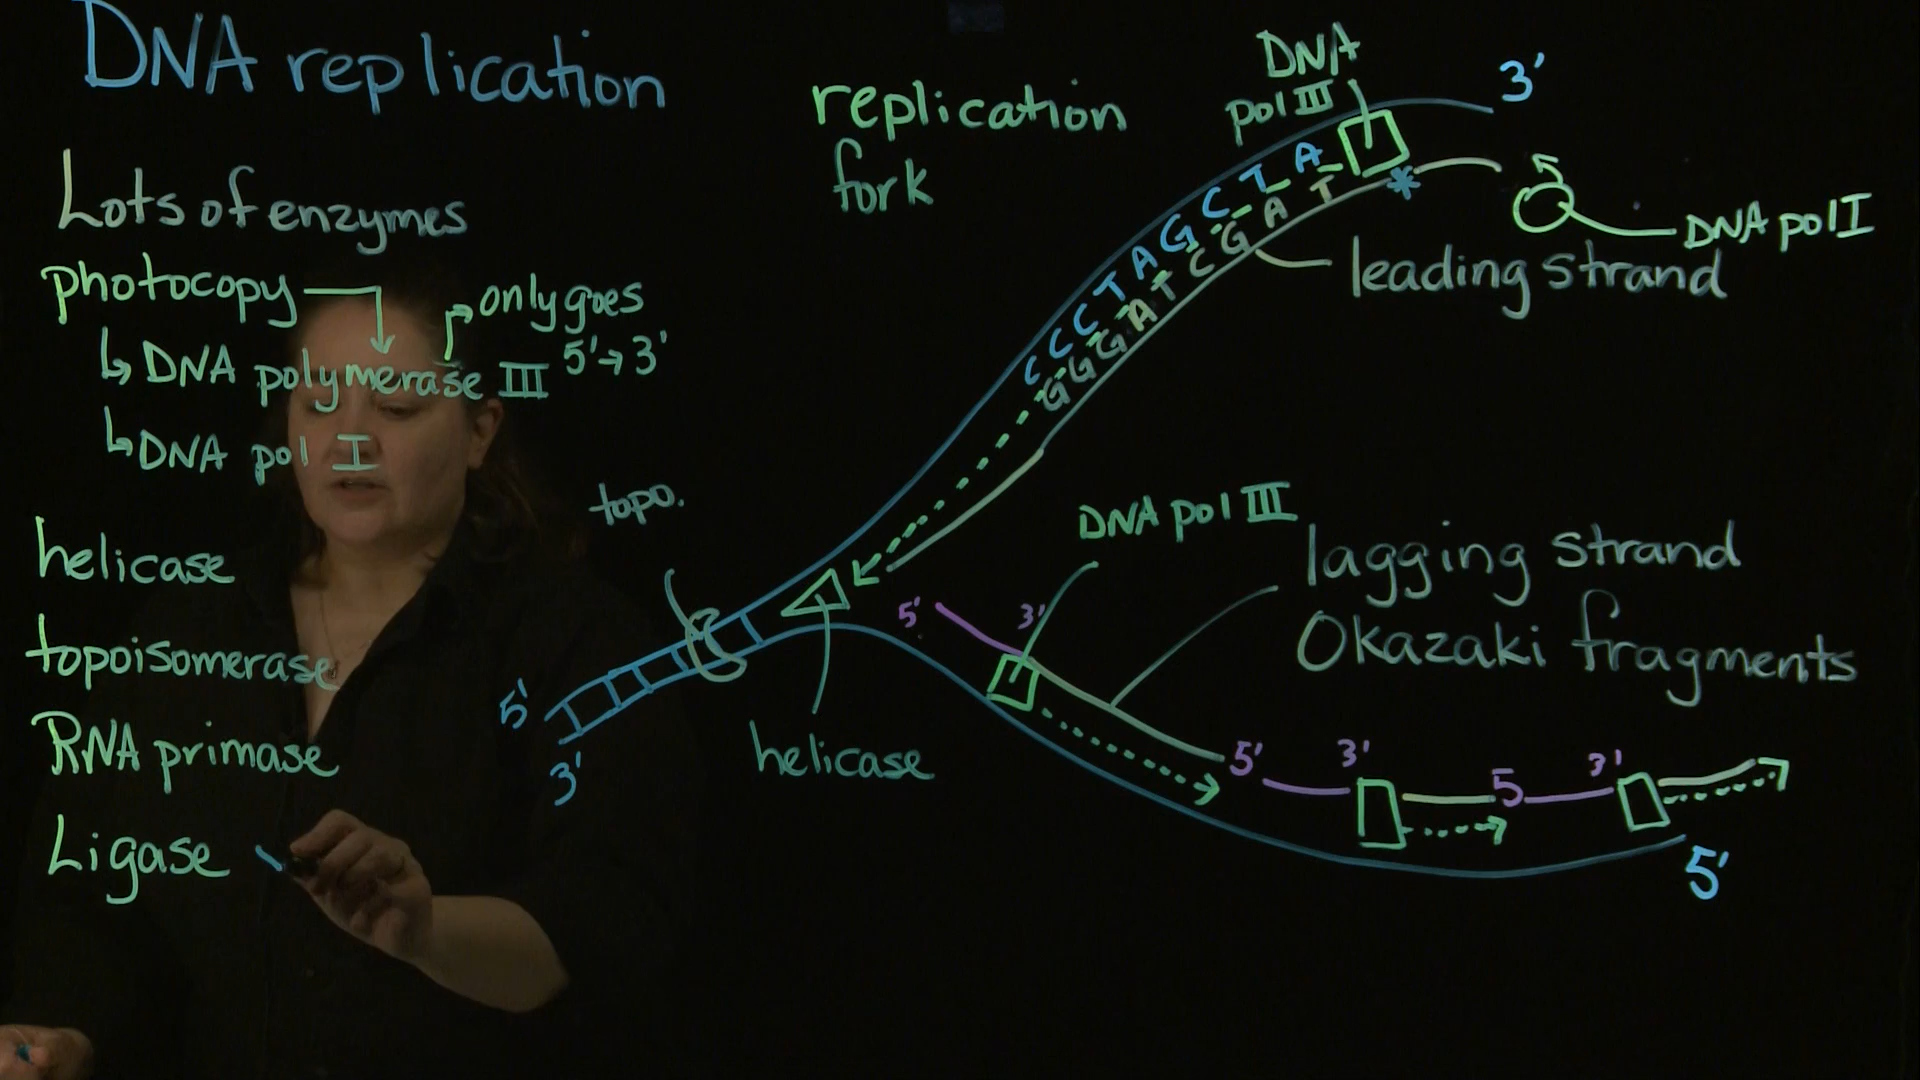 DNA replication
Lots of enzymes
photocopy
only goes
5'→3'
↳ DNA polymerase III
↳ DNA pol I
helicase
topoisomerase
RNA primase
Ligase
replication
fork
DNA
pol III
3'
A
T
C
G
A
T
C
C
C
T
A
G
C
T
A
G
G
G
*
DNA pol I
leading strand
topo.
5'
3'
helicase
DNA pol III
lagging strand
Okazaki fragments
5'
3'
5'
3'
5
3'
5'